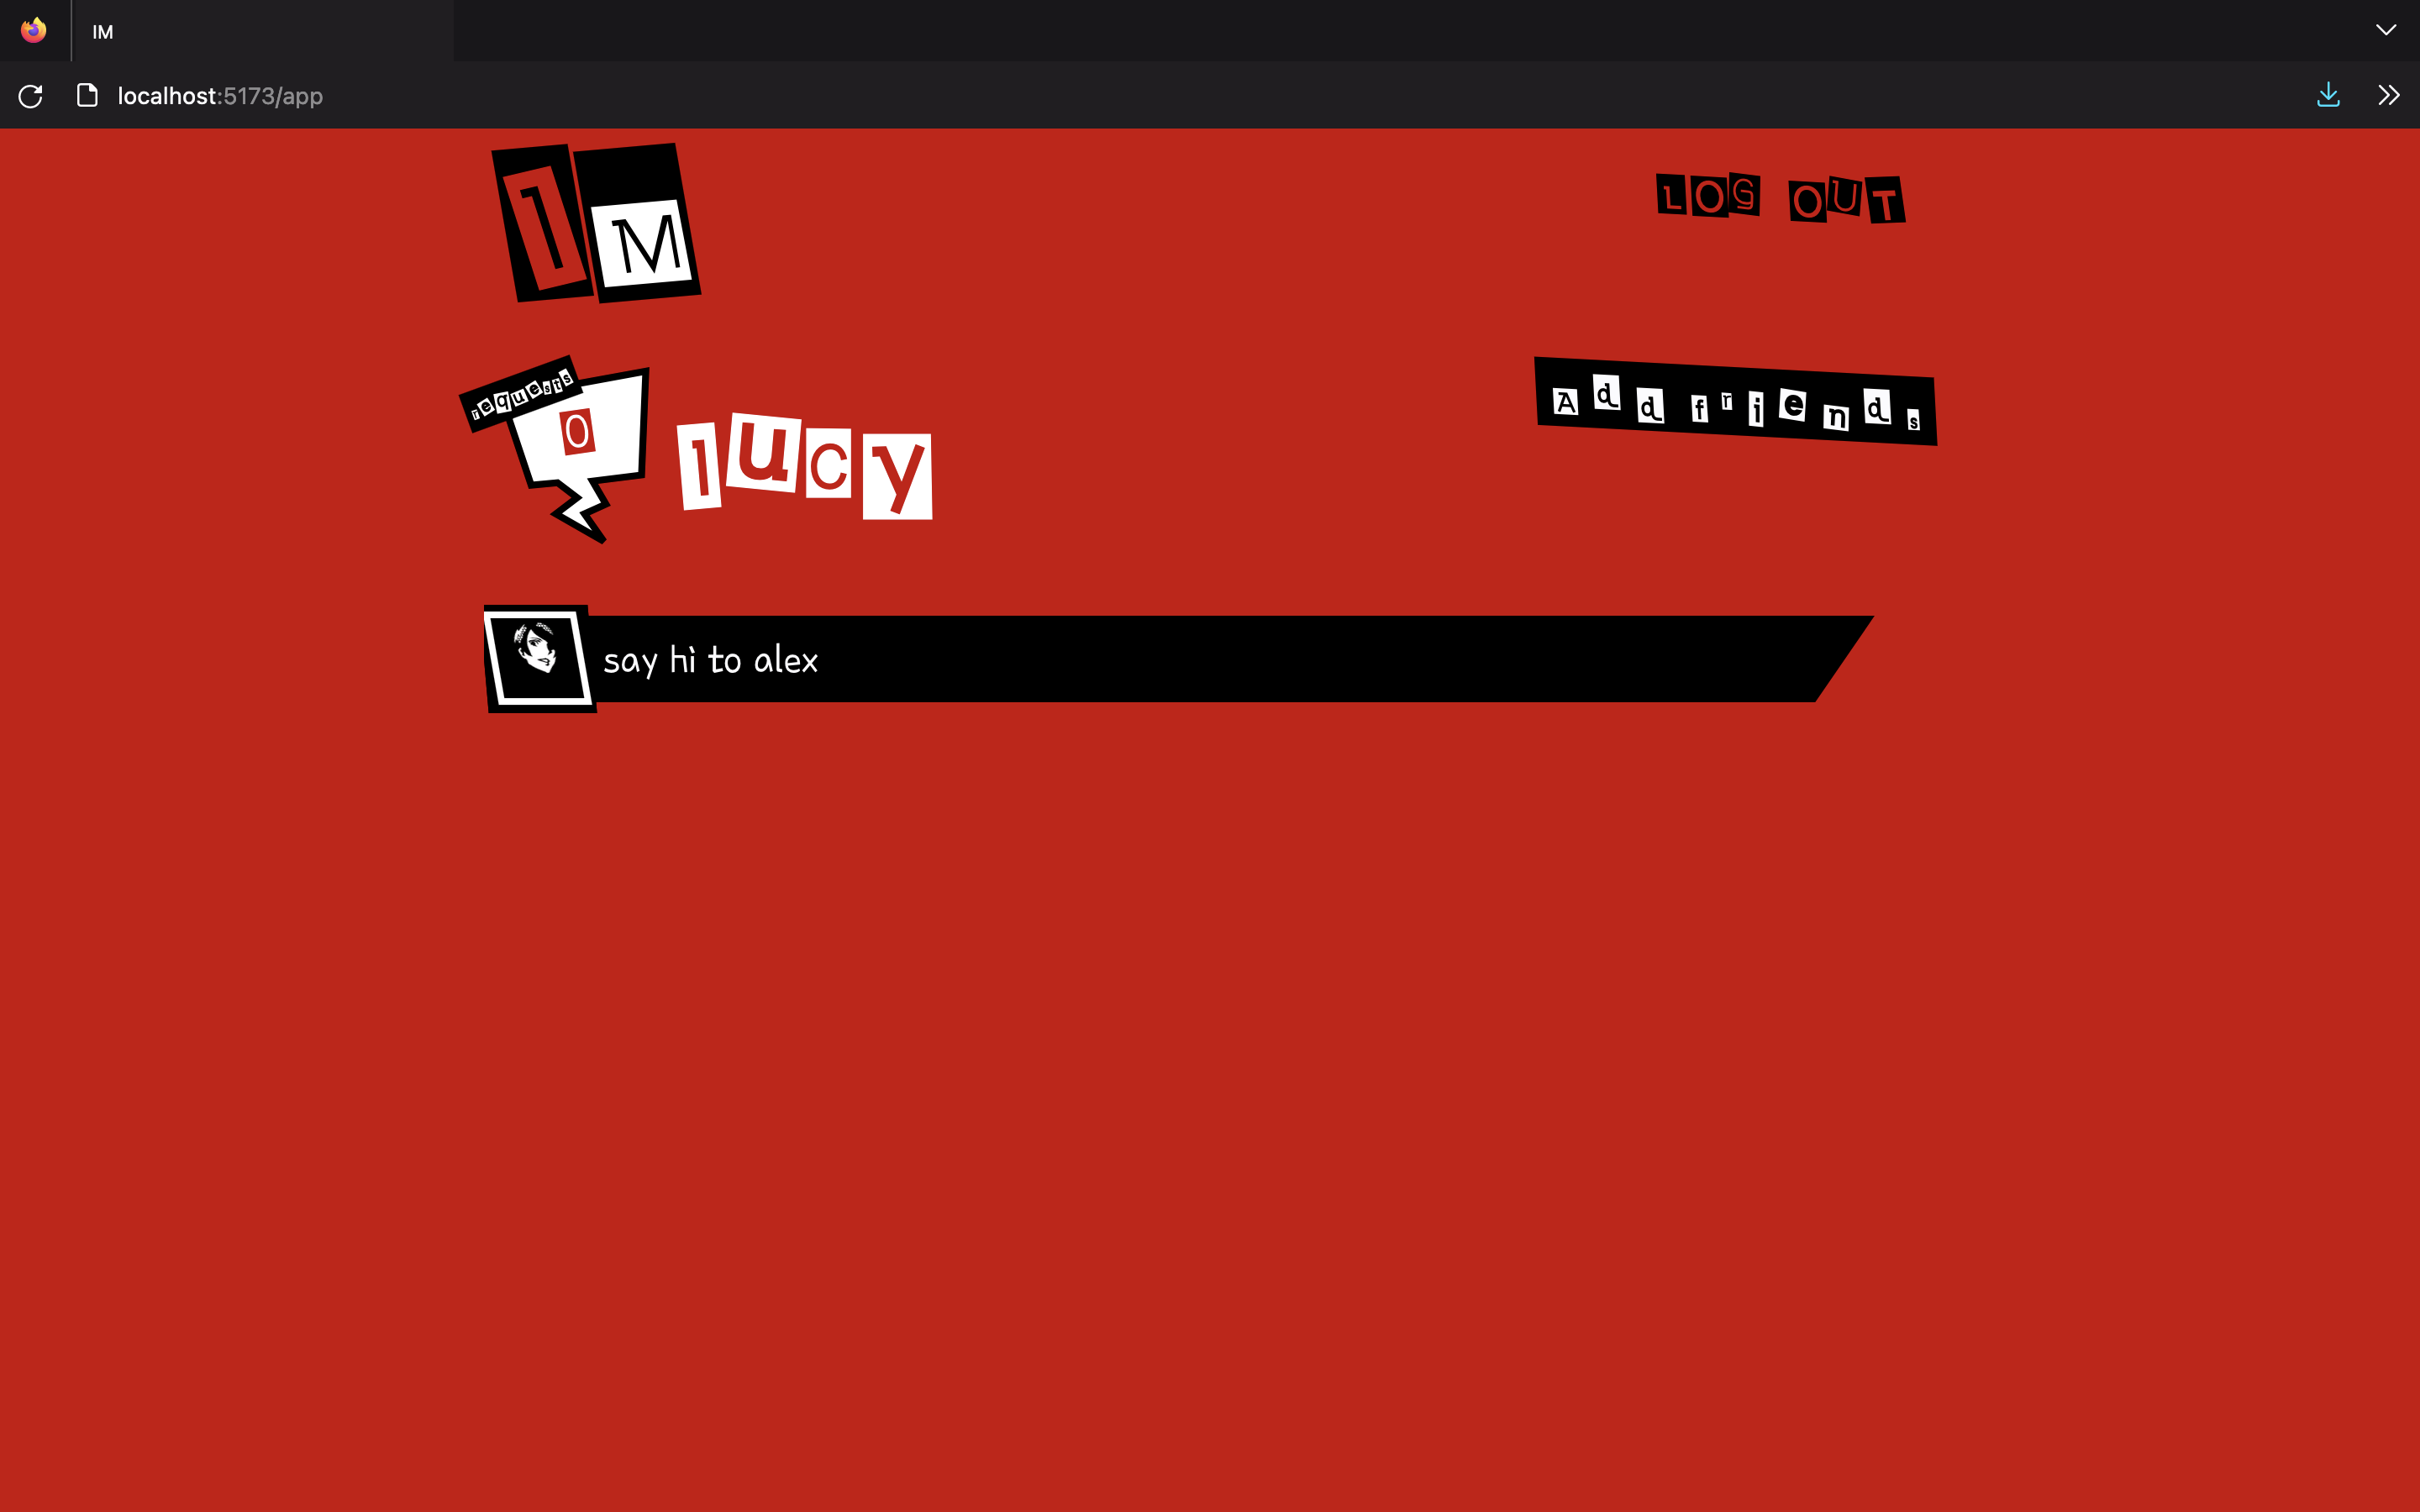 IM
localhost:5173/app
IM
LOG OUT
requests
0
lucy
Add friends
say hi to alex